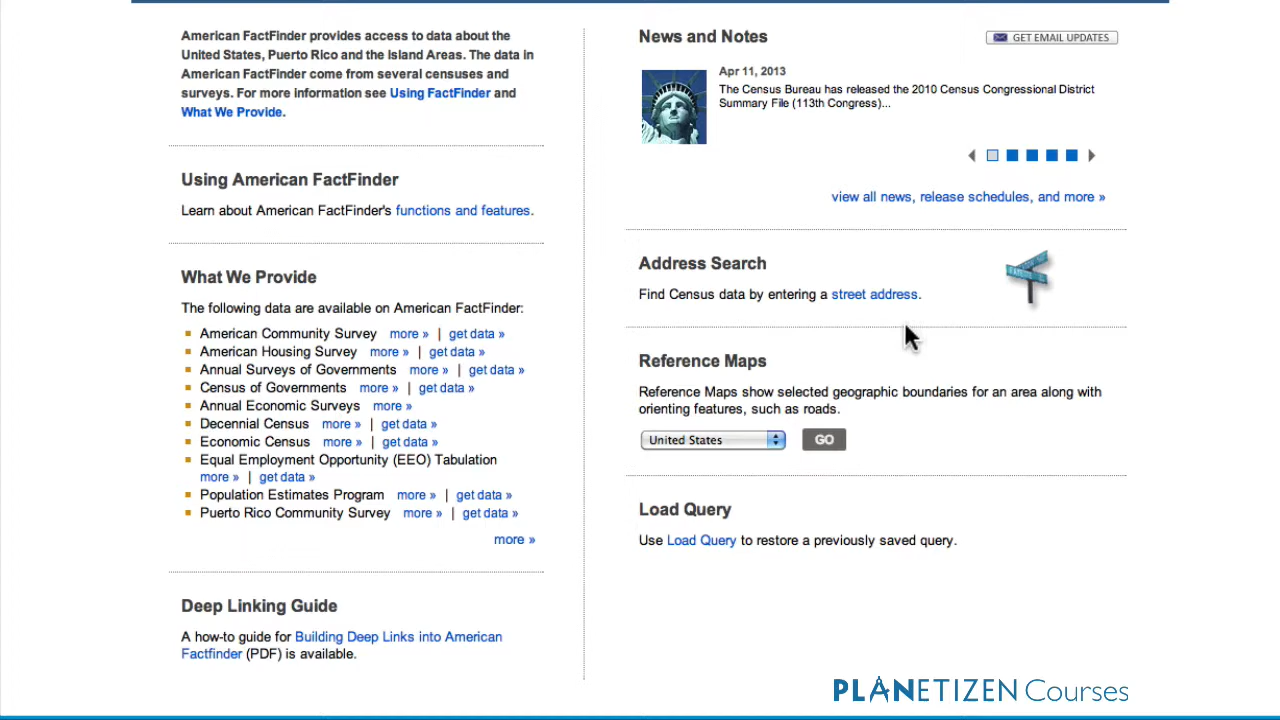 American FactFinder provides access to data about the
United States, Puerto Rico and the Island Areas. The data in
American FactFinder come from several censuses and
surveys. For more information see Using FactFinder and
What We Provide.
Using American FactFinder
Learn about American FactFinder's functions and features.
What We Provide
The following data are available on American FactFinder:
American Community Survey more » | get data »
American Housing Survey more » | get data »
Annual Surveys of Governments more » | get data »
Census of Governments more » | get data »
Annual Economic Surveys more »
Decennial Census more » | get data »
Economic Census more » | get data »
Equal Employment Opportunity (EEO) Tabulation
more » | get data »
Population Estimates Program more » | get data »
Puerto Rico Community Survey more » | get data »
more »
Deep Linking Guide
A how-to guide for Building Deep Links into American
Factfinder (PDF) is available.
News and Notes
GET EMAIL UPDATES
Apr 11, 2013
The Census Bureau has released the 2010 Census Congressional District
Summary File (113th Congress)...
view all news, release schedules, and more »
Address Search
Find Census data by entering a street address.
Reference Maps
Reference Maps show selected geographic boundaries for an area along with
orienting features, such as roads.
United States
GO
Load Query
Use Load Query to restore a previously saved query.
PLANETIZEN Courses